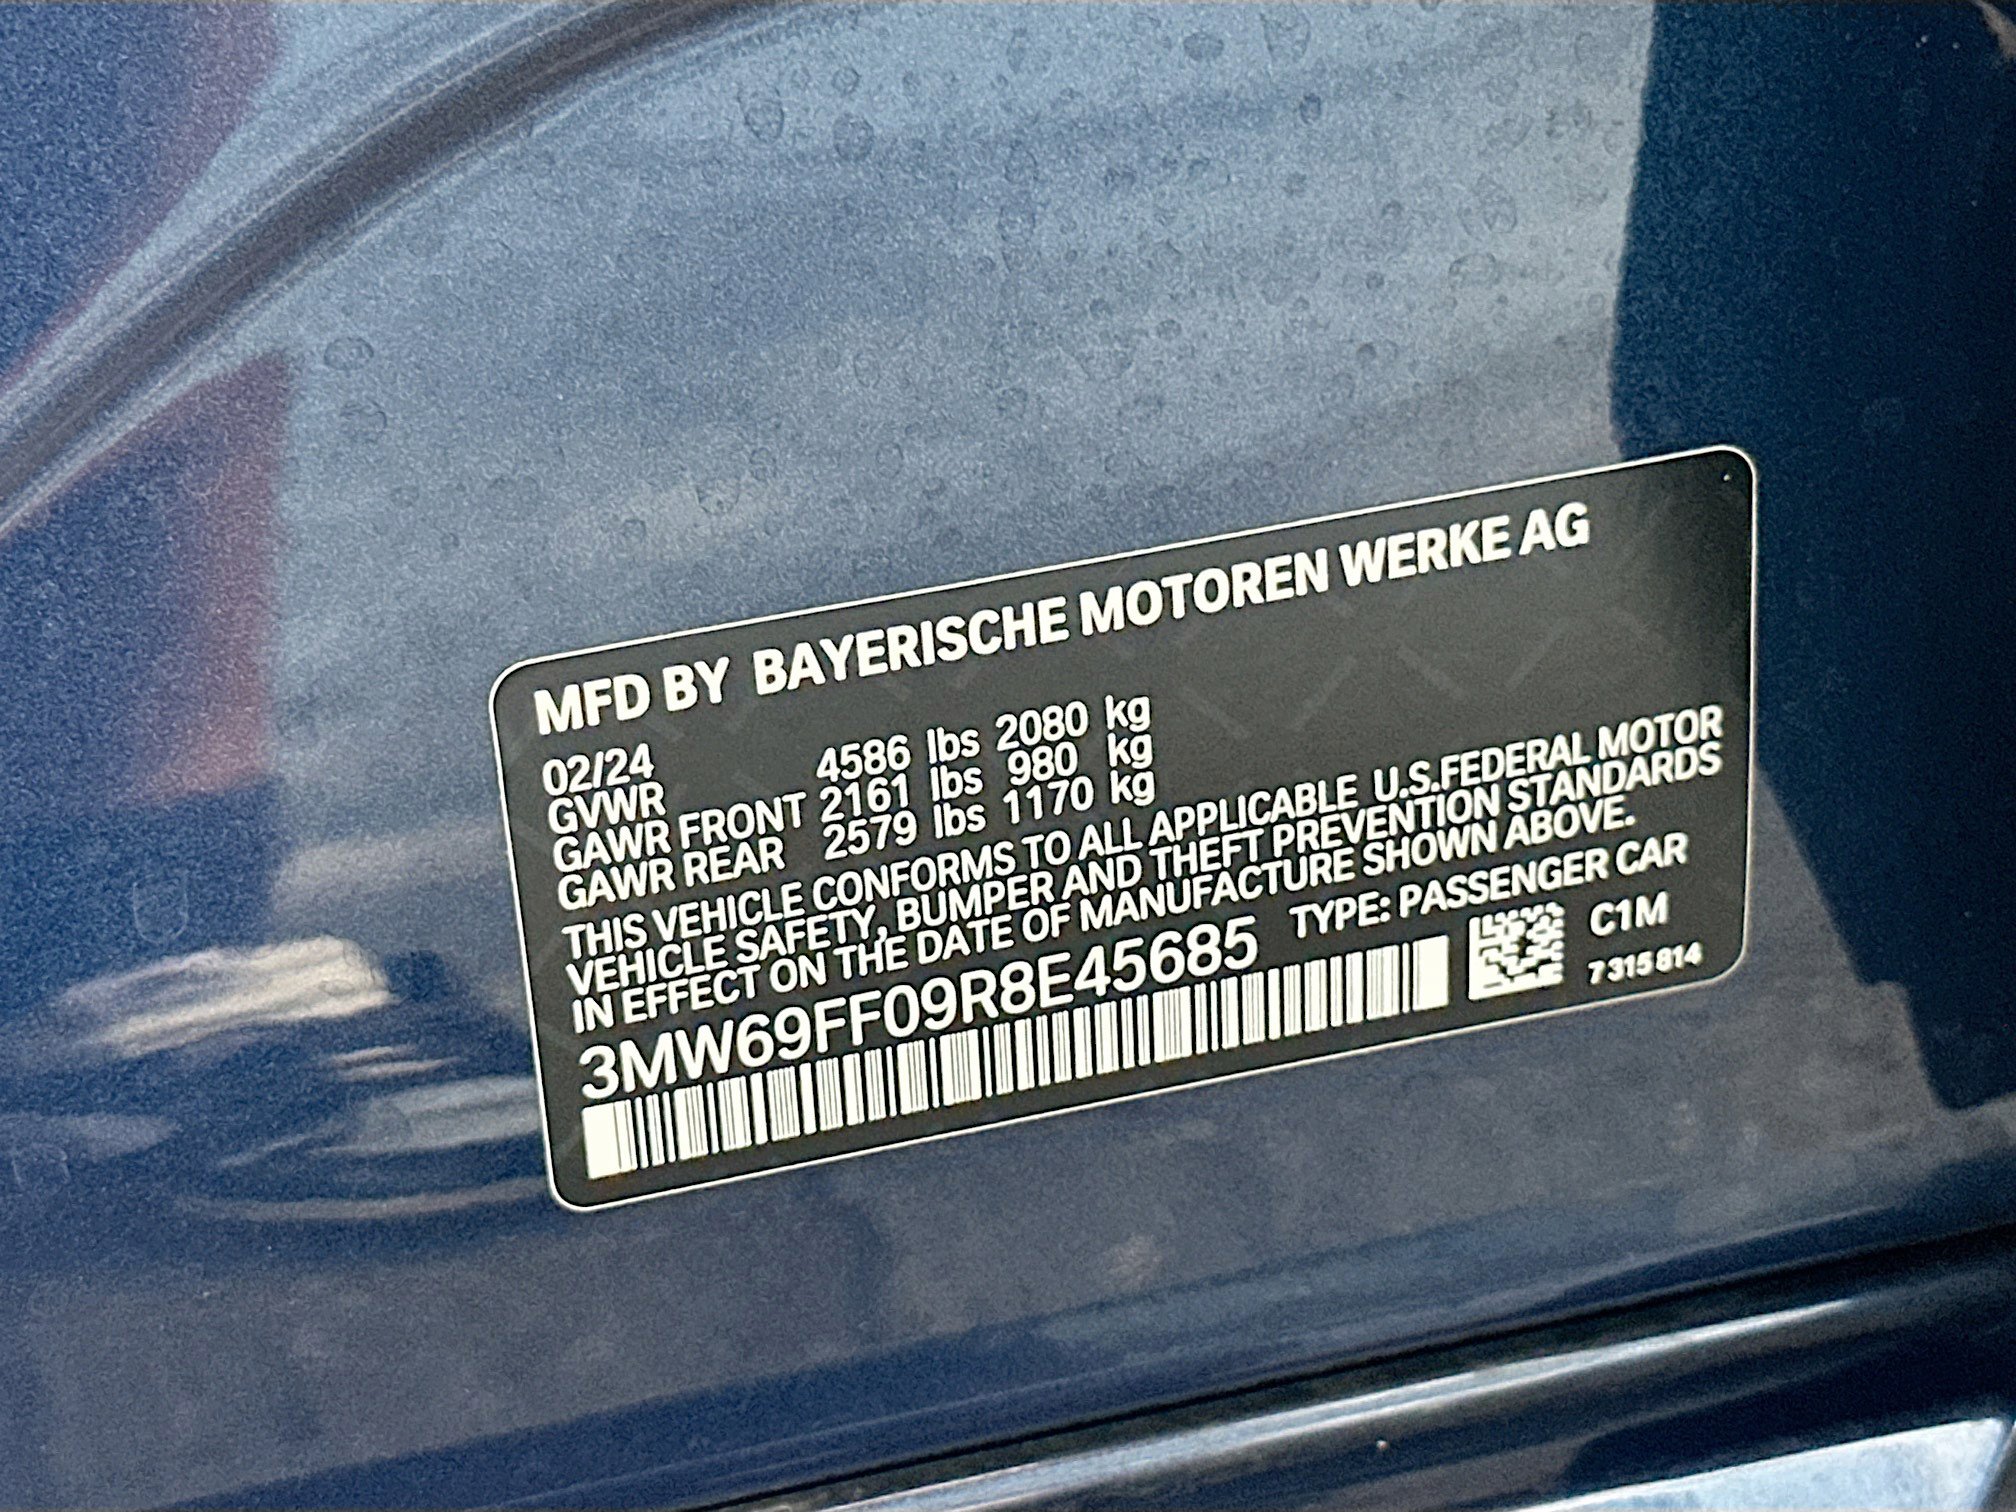 MFD BY BAYERISCHE MOTOREN WERKE AG
02/24
GVWR 4586 lbs 2080 kg
GAWR FRONT 2161 lbs 980 kg
GAWR REAR 2579 lbs 1170 kg
THIS VEHICLE CONFORMS TO ALL APPLICABLE U.S.FEDERAL MOTOR
VEHICLE SAFETY, BUMPER AND THEFT PREVENTION STANDARDS
IN EFFECT ON THE DATE OF MANUFACTURE SHOWN ABOVE.
3MW69FF09R8E45685 TYPE: PASSENGER CAR
C1M
7 315 814